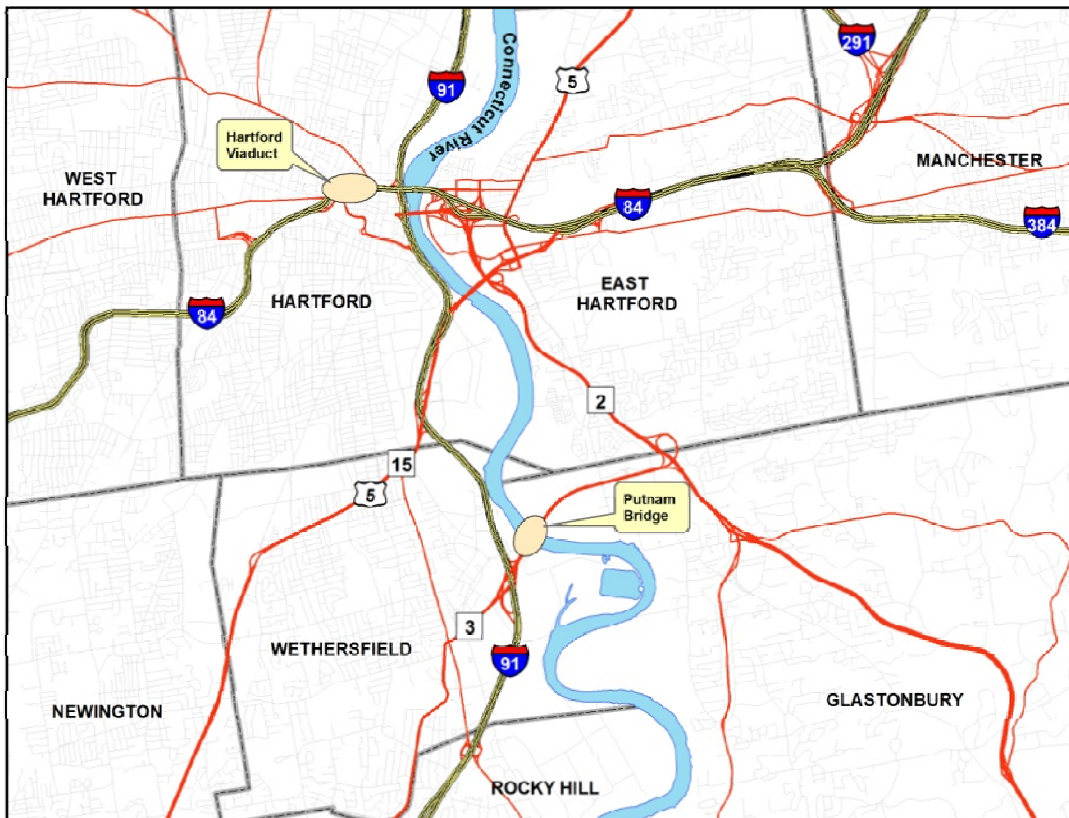 291
91
5
Connecticut River
Hartford
Viaduct
MANCHESTER
WEST
HARTFORD
84
384
EAST
HARTFORD
HARTFORD
84
2
15
5
Putnam
Bridge
3
WETHERSFIELD
91
NEWINGTON
GLASTONBURY
ROCKY HILL